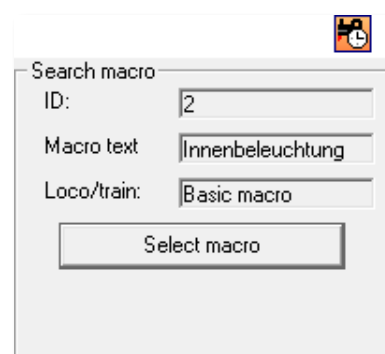 Search macro
ID: 2
Macro text Innenbeleuchtung
Loco/train: Basic macro
Select macro